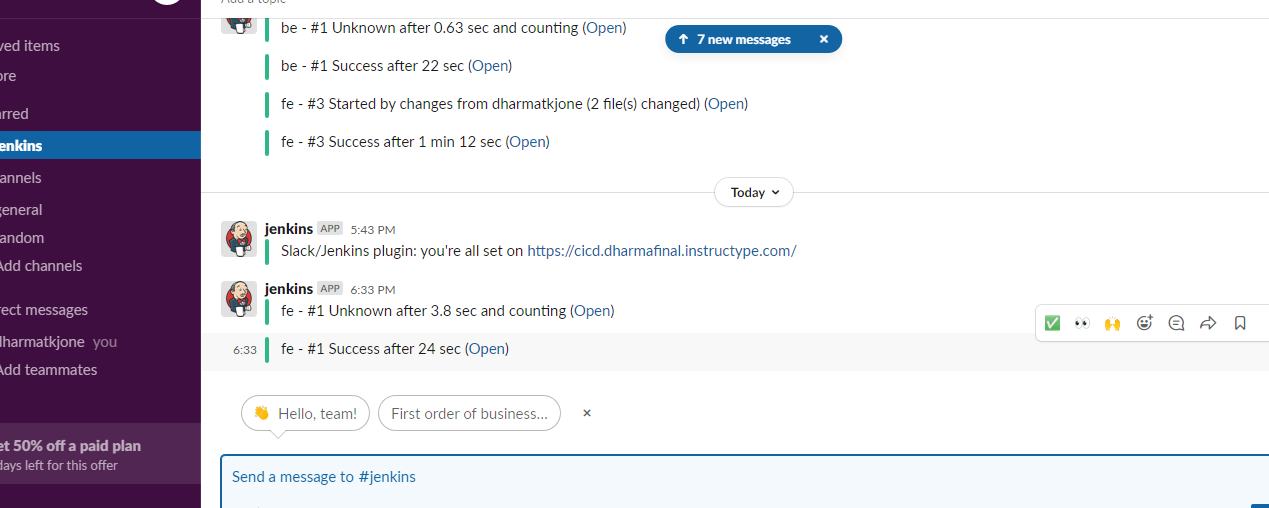 Add a topic
be - #1 Unknown after 0.63 sec and counting (Open)
7 new messages
be - #1 Success after 22 sec (Open)
fe - #3 Started by changes from dharmatkjone (2 file(s) changed) (Open)
fe - #3 Success after 1 min 12 sec (Open)
Today
jenkins APP 5:43 PM
Slack/Jenkins plugin: you're all set on https://cicd.dharmafinal.instructype.com/
jenkins APP 6:33 PM
fe - #1 Unknown after 3.8 sec and counting (Open)
6:33 fe - #1 Success after 24 sec (Open)
Hello, team!
First order of business...
Send a message to #jenkins
ved items
ore
rred
enkins
annels
general
andom
Add channels
rect messages
dharmatkjone you
Add teammates
et 50% off a paid plan
days left for this offer